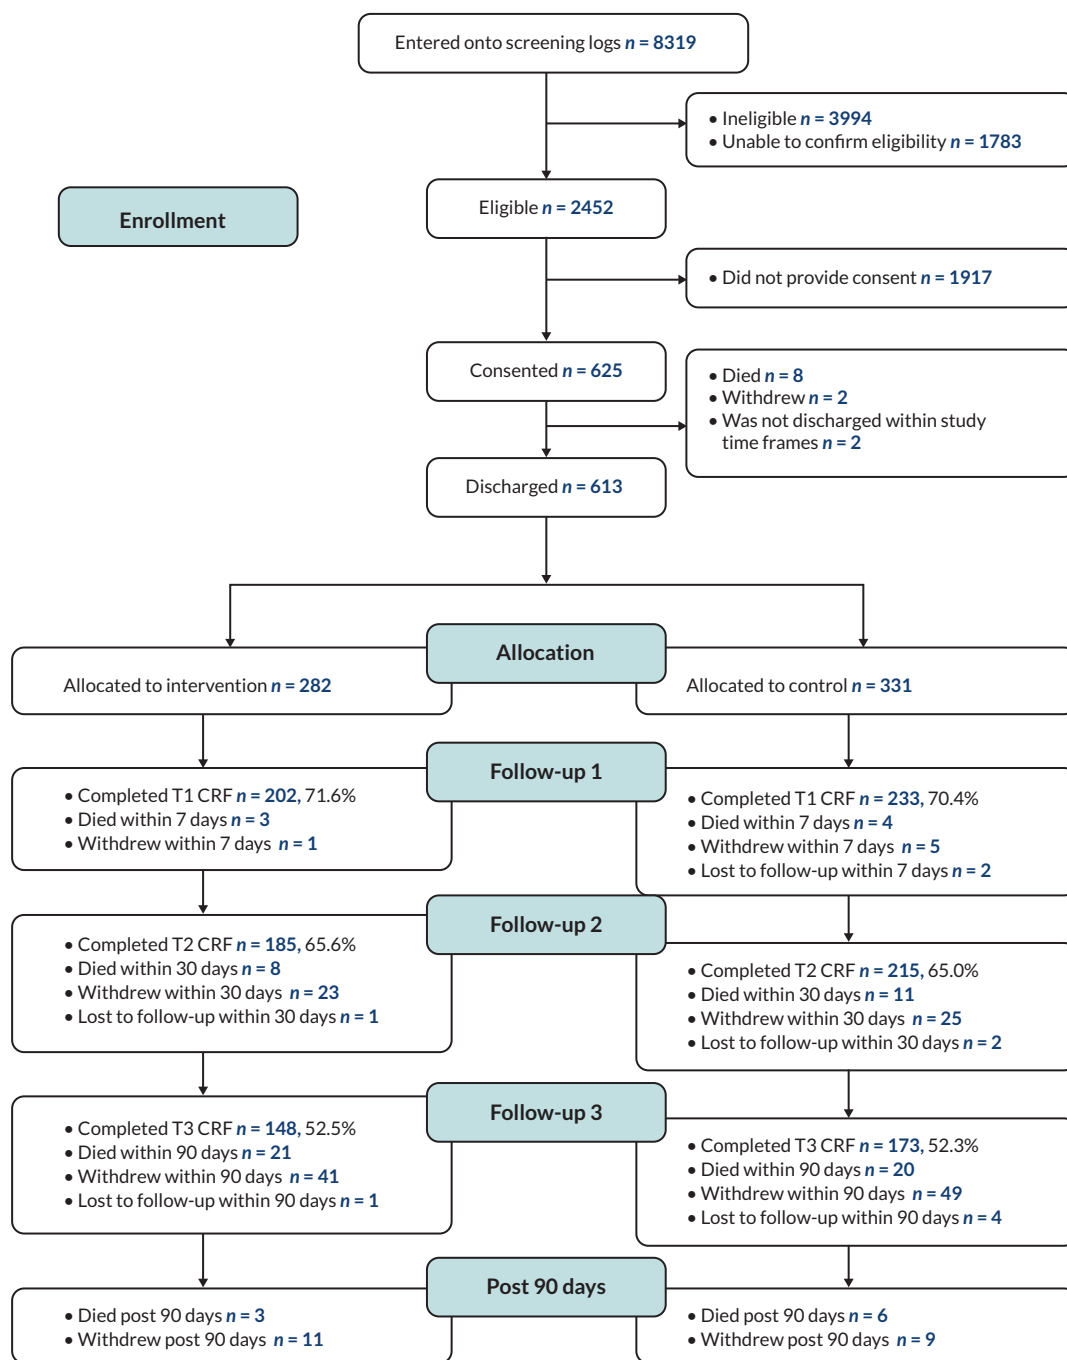 Entered onto screening logs n = 8319
• Ineligible n = 3994
• Unable to confirm eligibility n = 1783
Enrollment
Eligible n = 2452
• Did not provide consent n = 1917
Consented n = 625
• Died n = 8
• Withdrew n = 2
• Was not discharged within study
time frames n = 2
Discharged n = 613
Allocation
Allocated to intervention n = 282
Allocated to control n = 331
Follow-up 1
• Completed T1 CRF n = 202, 71.6%
• Died within 7 days n = 3
• Withdrew within 7 days n = 1
• Completed T1 CRF n = 233, 70.4%
• Died within 7 days n = 4
• Withdrew within 7 days n = 5
• Lost to follow-up within 7 days n = 2
Follow-up 2
• Completed T2 CRF n = 185, 65.6%
• Died within 30 days n = 8
• Withdrew within 30 days n = 23
• Lost to follow-up within 30 days n = 1
• Completed T2 CRF n = 215, 65.0%
• Died within 30 days n = 11
• Withdrew within 30 days n = 25
• Lost to follow-up within 30 days n = 2
Follow-up 3
• Completed T3 CRF n = 148, 52.5%
• Died within 90 days n = 21
• Withdrew within 90 days n = 41
• Lost to follow-up within 90 days n = 1
• Completed T3 CRF n = 173, 52.3%
• Died within 90 days n = 20
• Withdrew within 90 days n = 49
• Lost to follow-up within 90 days n = 4
Post 90 days
• Died post 90 days n = 3
• Withdrew post 90 days n = 11
• Died post 90 days n = 6
• Withdrew post 90 days n = 9